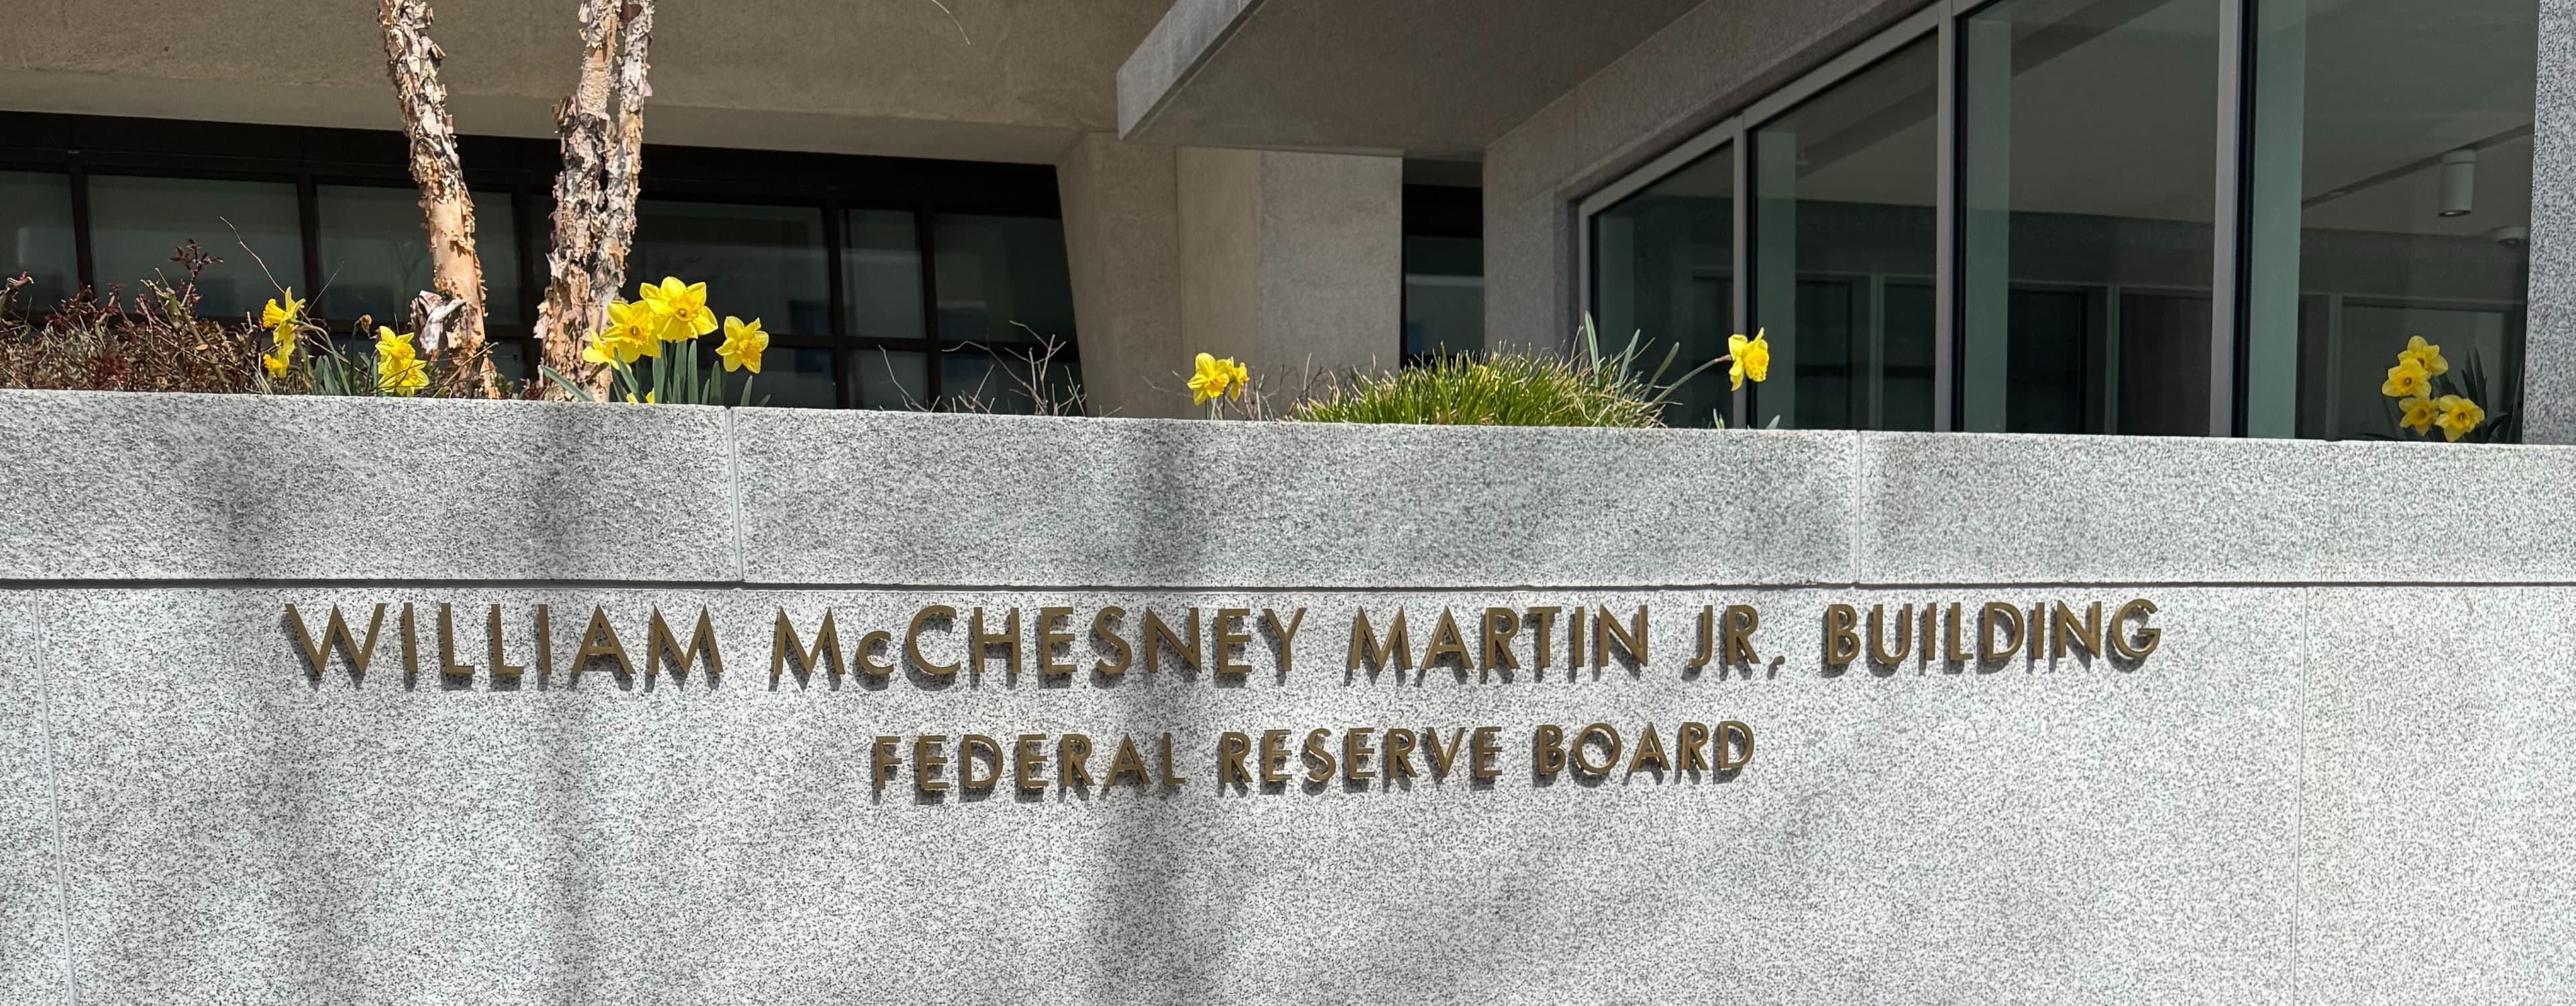 WILLIAM McCHESNEY MARTIN JR. BUILDING
FEDERAL RESERVE BOARD